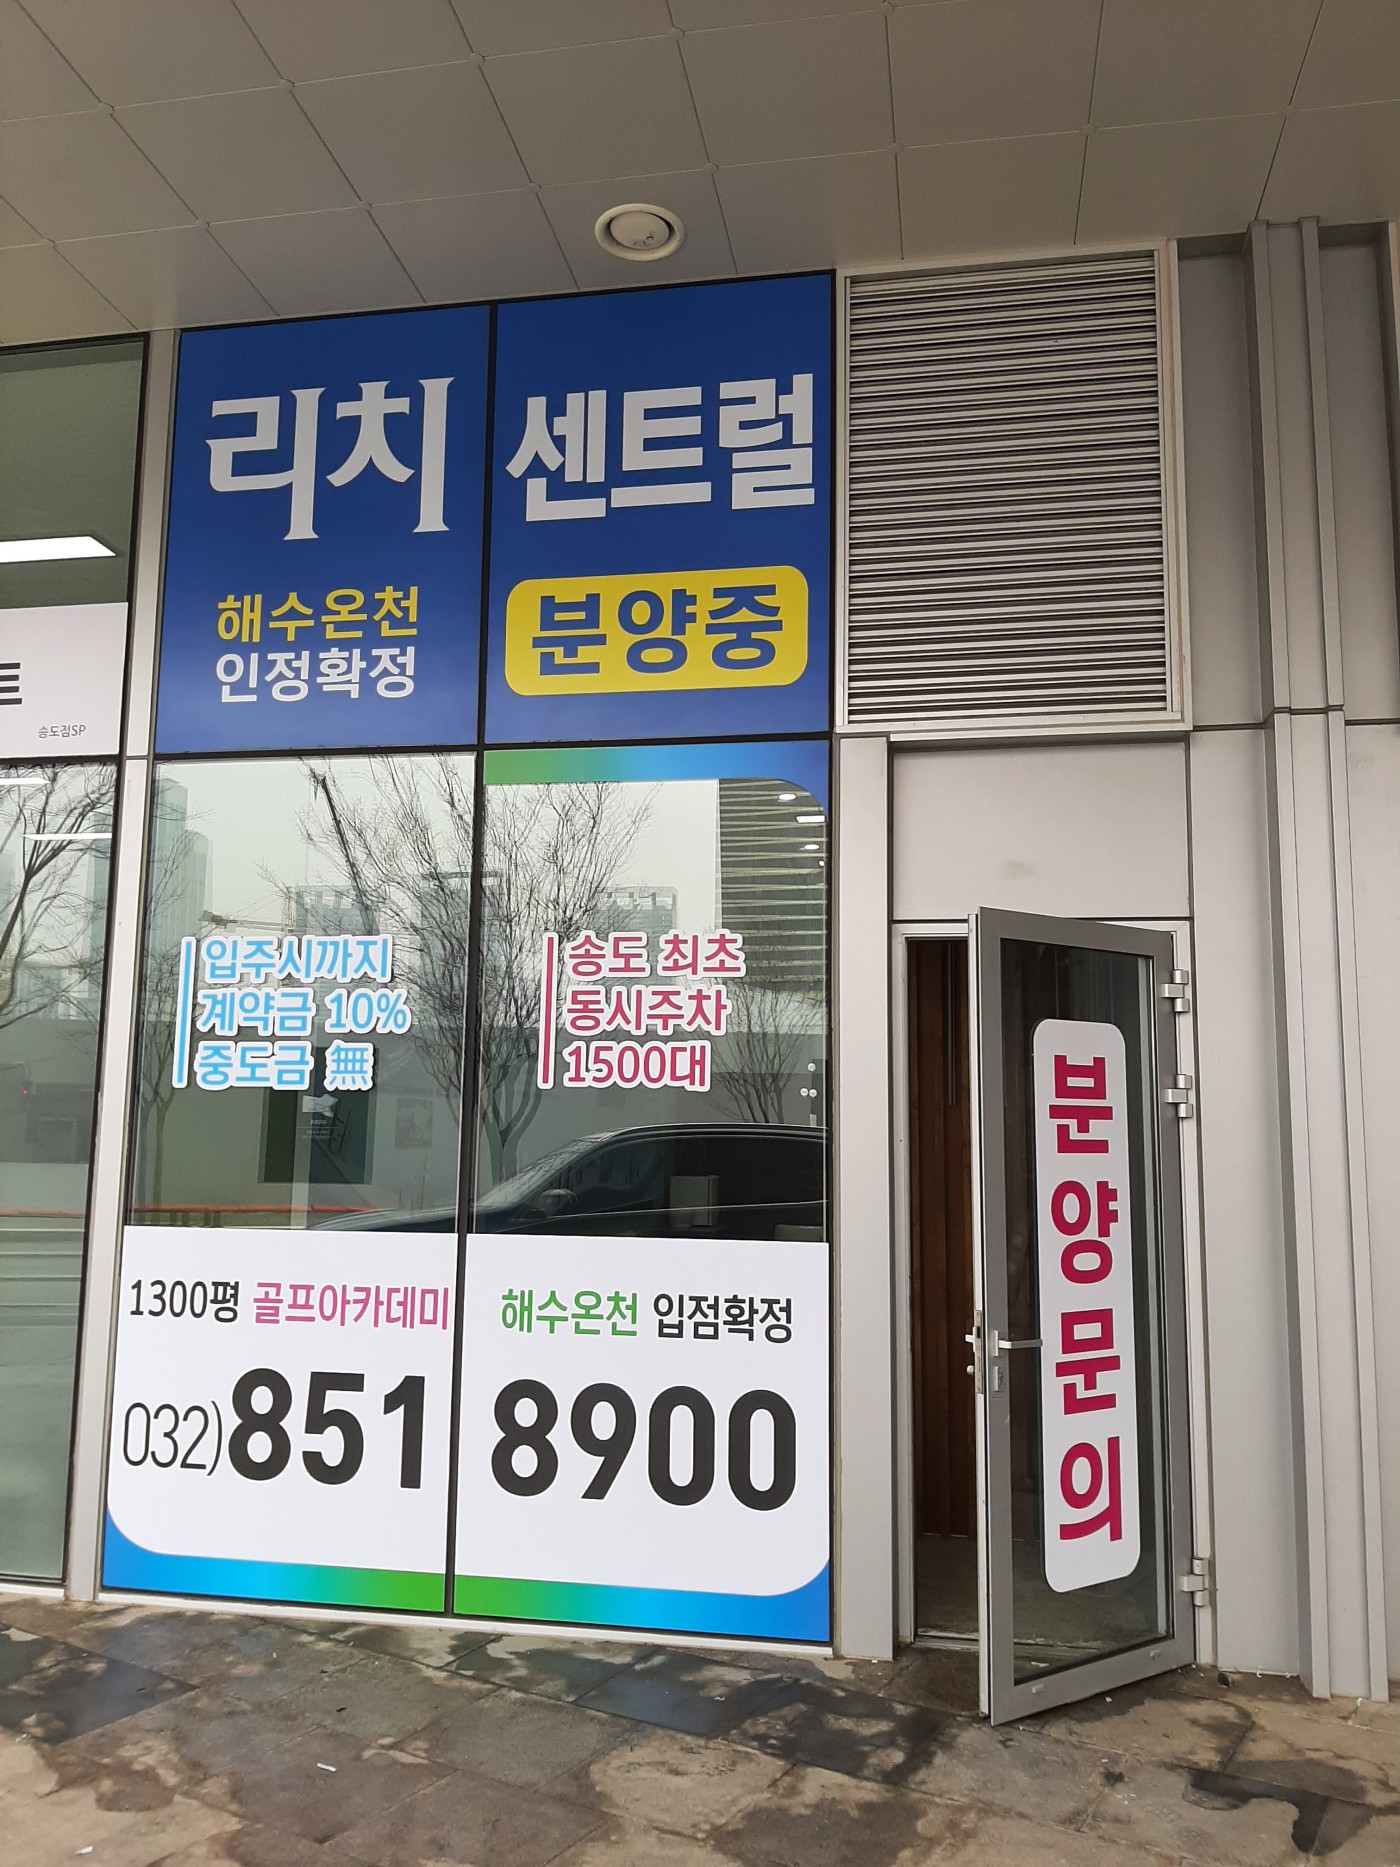 리치 센트럴
해수온천
인정확정
분양중
송도점SP
입주시까지
계약금 10%
중도금 無
송도 최초
동시주차
1500대
1300평 골프아카데미
해수온천 입점확정
032)851 8900
분양문의